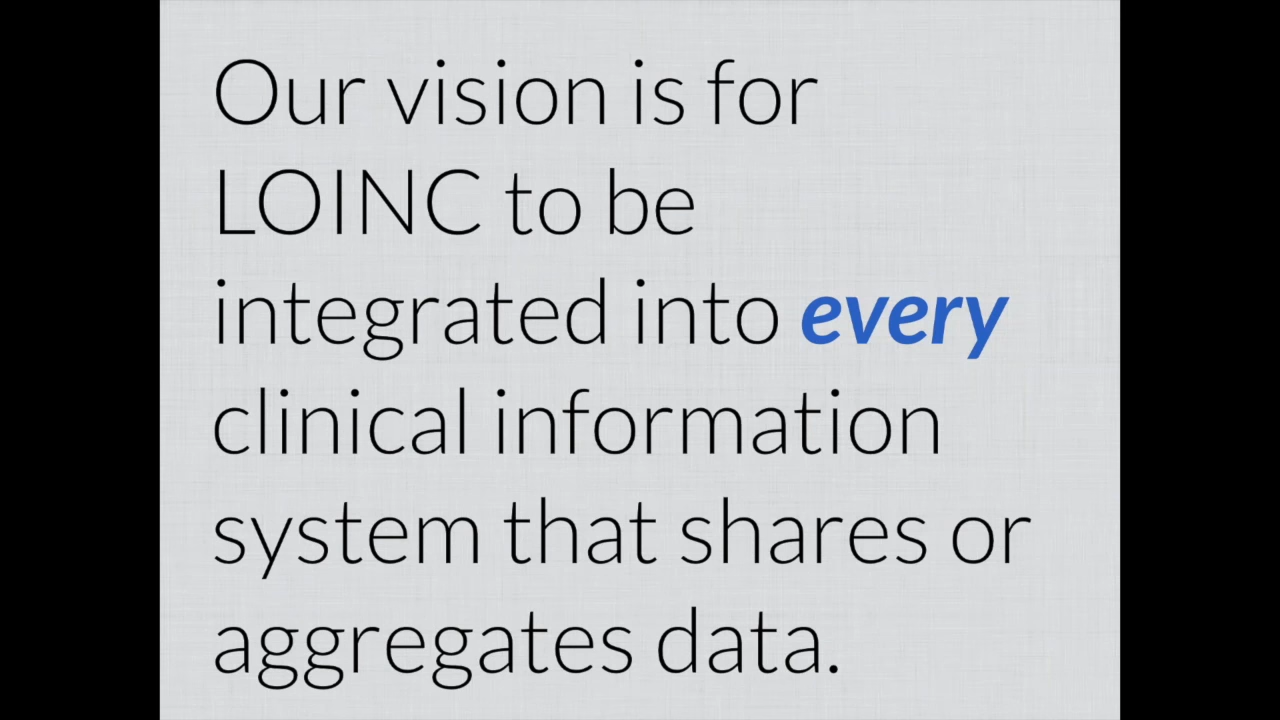 Our vision is for
LOINC to be
integrated into every
clinical information
system that shares or
aggregates data.